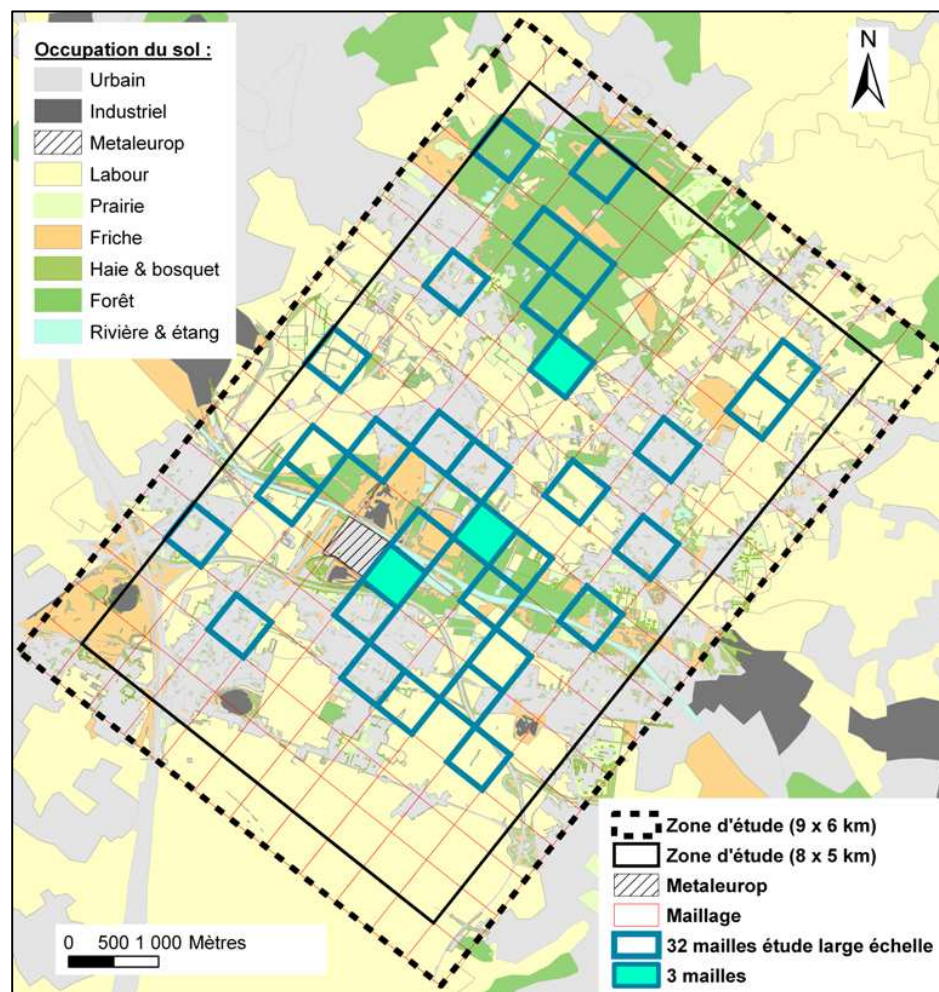 Occupation du sol :
Urbain
Industriel
Metaleurop
Labour
Prairie
Friche
Haie & bosquet
Forêt
Rivière & étang
N
Zone d'étude (9 x 6 km)
Zone d'étude (8 x 5 km)
Metaleurop
Maillage
32 mailles étude large échelle
3 mailles
0 500 1 000 Mètres